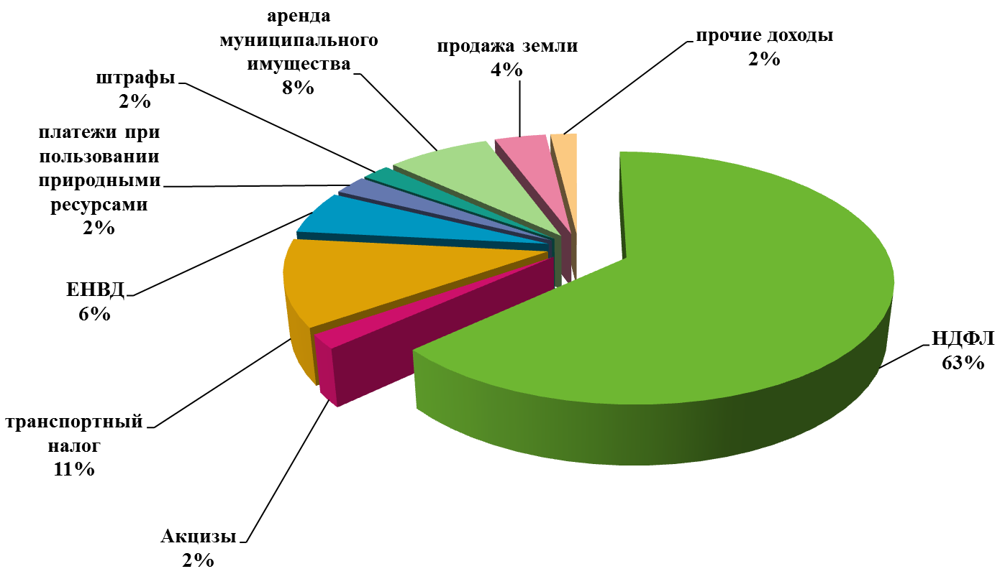 аренда
муниципального
имущества
8%
продажа земли
4%
прочие доходы
2%
штрафы
2%
платежи при
пользовании
природными
ресурсами
2%
ЕНВД
6%
НДФЛ
63%
транспортный
налог
11%
Акцизы
2%